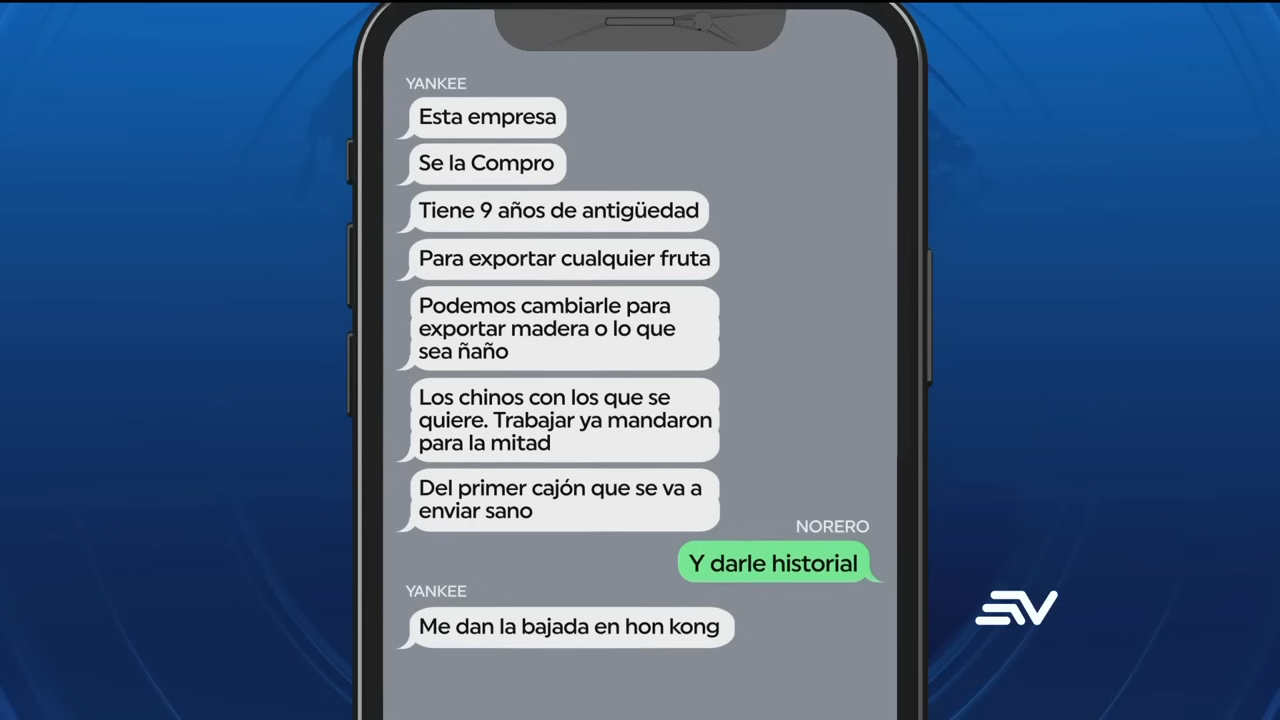 YANKEE
Esta empresa
Se la Compro
Tiene 9 años de antigüedad
Para exportar cualquier fruta
Podemos cambiarle para
exportar madera o lo que
sea ñaño
Los chinos con los que se
quiere. Trabajar ya mandaron
para la mitad
Del primer cajón que se va a
enviar sano
NORERO
Y darle historial
YANKEE
Me dan la bajada en hon kong